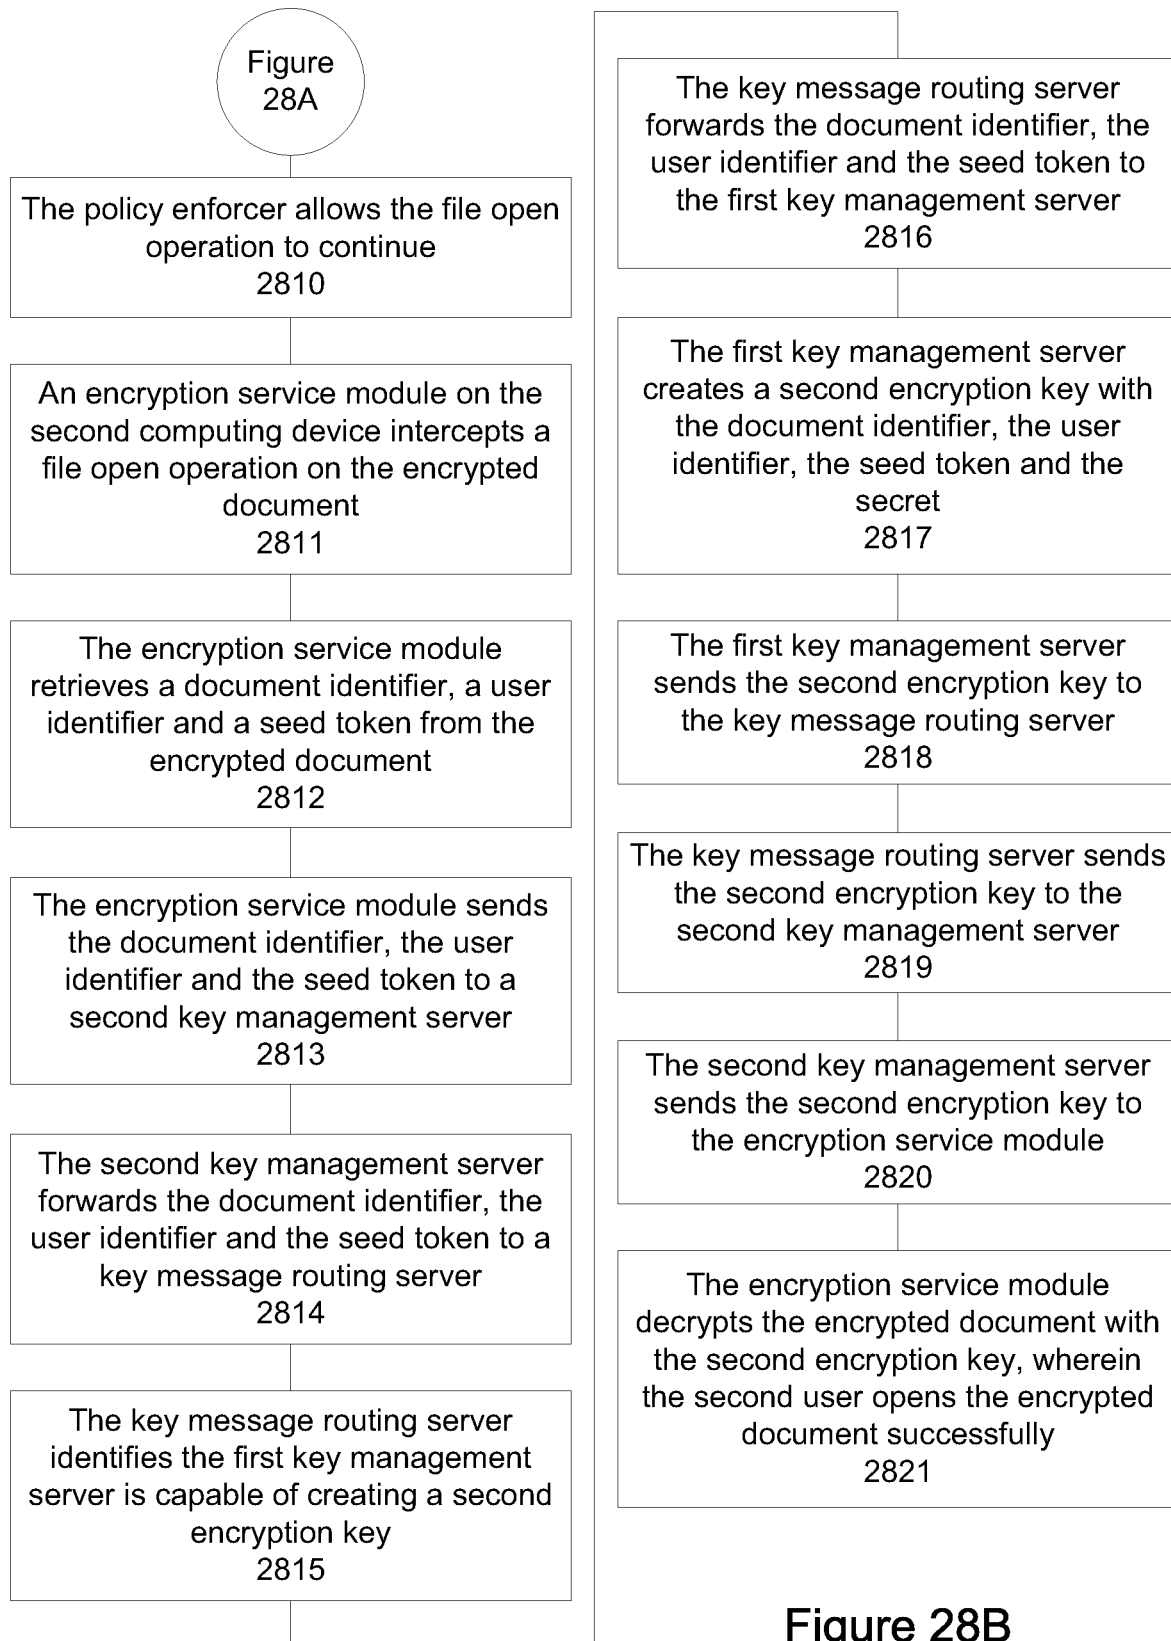 Figure
28A
The policy enforcer allows the file open
operation to continue
2810
An encryption service module on the
second computing device intercepts a
file open operation on the encrypted
document
2811
The encryption service module
retrieves a document identifier, a user
identifier and a seed token from the
encrypted document
2812
The encryption service module sends
the document identifier, the user
identifier and the seed token to a
second key management server
2813
The second key management server
forwards the document identifier, the
user identifier and the seed token to a
key message routing server
2814
The key message routing server
identifies the first key management
server is capable of creating a second
encryption key
2815
The key message routing server
forwards the document identifier, the
user identifier and the seed token to
the first key management server
2816
The first key management server
creates a second encryption key with
the document identifier, the user
identifier, the seed token and the
secret
2817
The first key management server
sends the second encryption key to
the key message routing server
2818
The key message routing server sends
the second encryption key to the
second key management server
2819
The second key management server
sends the second encryption key to
the encryption service module
2820
The encryption service module
decrypts the encrypted document with
the second encryption key, wherein
the second user opens the encrypted
document successfully
2821
Figure 28B